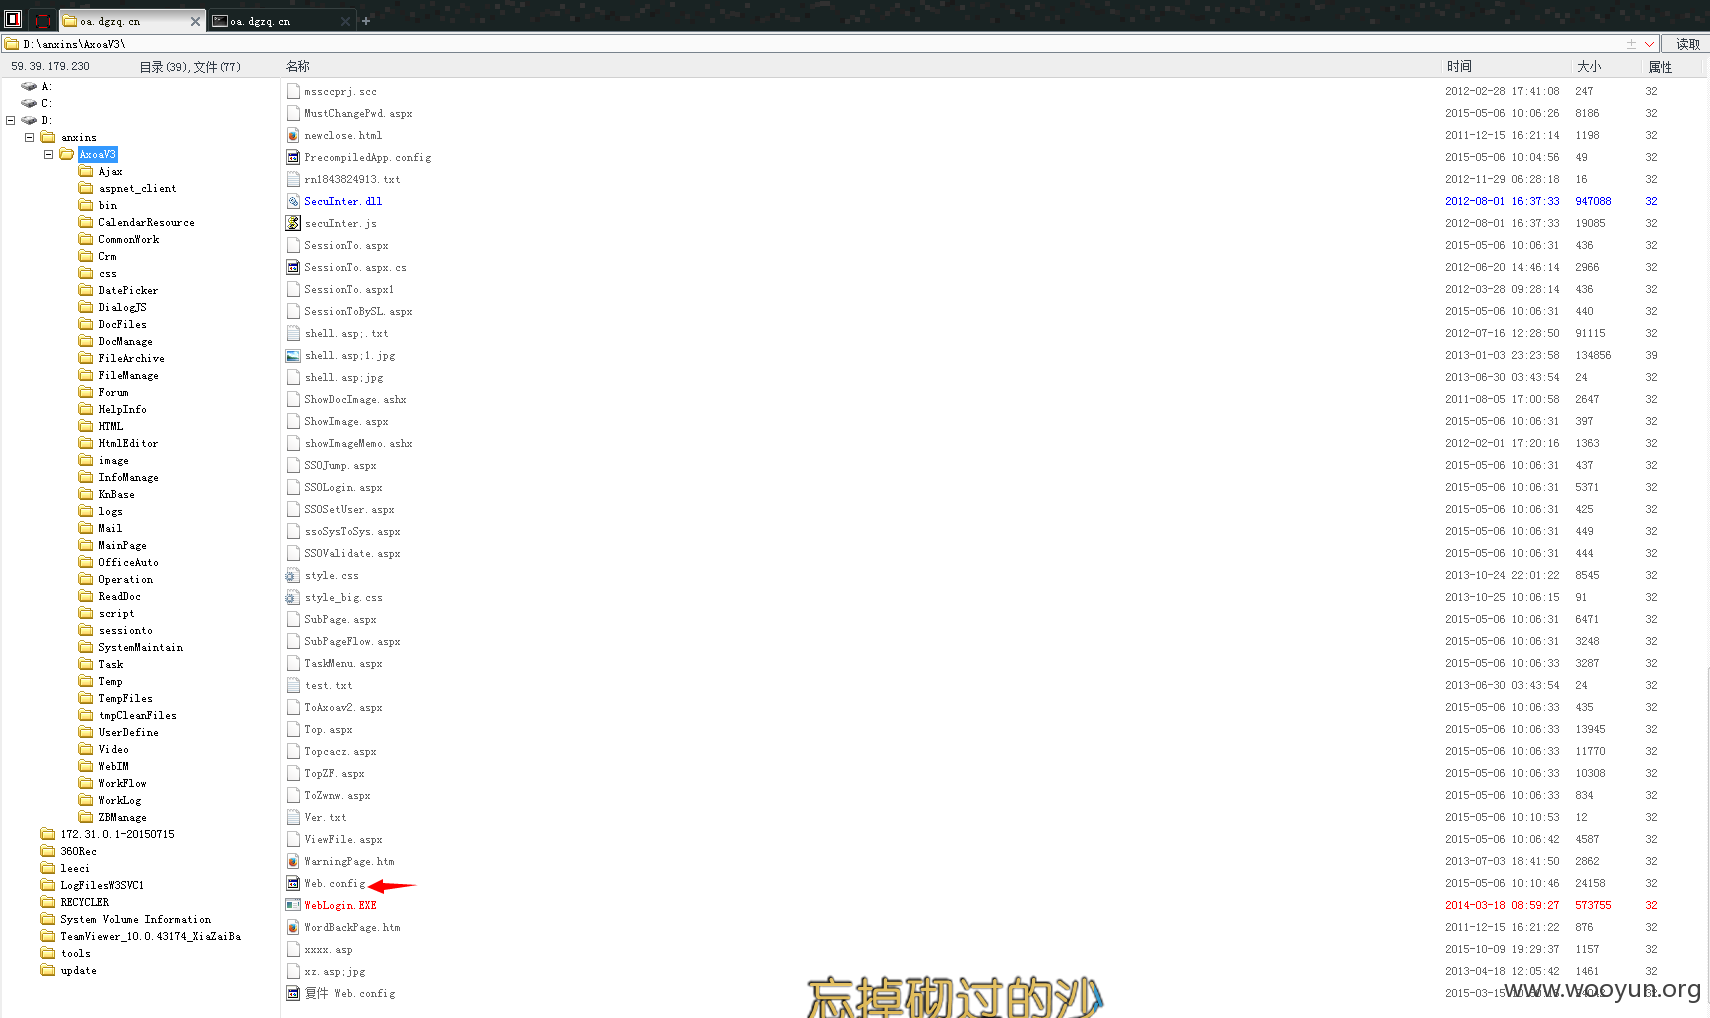 oa.dgzq.cn
oa.dgzq.cn
D:\anxins\AxoaV3\
读取
59.39.179.230 目录(39),文件(77) 名称 时间 大小 属性
A:
C:
D:
anxins
AxoaV3
Ajax
aspnet_client
bin
CalendarResource
CommonWork
Crm
css
DatePicker
DialogJS
DocFiles
DocManage
FileArchive
FileManage
Forum
HelpInfo
HTML
HtmlEditor
image
InfoManage
KnBase
logs
Mail
MainPage
OfficeAuto
Operation
ReadDoc
script
sessionto
SystemMaintain
Task
Temp
TempFiles
tmpCleanFiles
UserDefine
Video
WebIM
WorkFlow
WorkLog
ZBManage
172.31.0.1-20150715
360Rec
leeci
LogFilesW3SVC1
RECYCLER
System Volume Information
TeamViewer_10.0.43174_XiaZaiBa
tools
update
mssccprj.scc 2012-02-28 17:41:08 247 32
MustChangePwd.aspx 2015-05-06 10:06:26 8186 32
newclose.html 2011-12-15 16:21:14 1198 32
PrecompiledApp.config 2015-05-06 10:04:56 49 32
rn1843824913.txt 2012-11-29 06:28:18 16 32
SecuInter.dll 2012-08-01 16:37:33 947088 32
secuInter.js 2012-08-01 16:37:33 19085 32
SessionTo.aspx 2015-05-06 10:06:31 436 32
SessionTo.aspx.cs 2012-06-20 14:46:14 2966 32
SessionTo.aspx1 2012-03-28 09:28:14 436 32
SessionToBySL.aspx 2015-05-06 10:06:31 440 32
shell.asp;.txt 2012-07-16 12:28:50 91115 32
shell.asp;1.jpg 2013-01-03 23:23:58 134856 39
shell.asp;jpg 2013-06-30 03:43:54 24 32
ShowDocImage.ashx 2011-08-05 17:00:58 2647 32
ShowImage.aspx 2015-05-06 10:06:31 397 32
showImageMemo.ashx 2012-02-01 17:20:16 1363 32
SSOJump.aspx 2015-05-06 10:06:31 437 32
SSOLogin.aspx 2015-05-06 10:06:31 5371 32
SSOSetUser.aspx 2015-05-06 10:06:31 425 32
ssoSysToSys.aspx 2015-05-06 10:06:31 449 32
SSOValidate.aspx 2015-05-06 10:06:31 444 32
style.css 2013-10-24 22:01:22 8545 32
style_big.css 2013-10-25 10:06:15 91 32
SubPage.aspx 2015-05-06 10:06:31 6471 32
SubPageFlow.aspx 2015-05-06 10:06:31 3248 32
TaskMenu.aspx 2015-05-06 10:06:33 3287 32
test.txt 2013-06-30 03:43:54 24 32
ToAxoav2.aspx 2015-05-06 10:06:33 435 32
Top.aspx 2015-05-06 10:06:33 13945 32
Topcacz.aspx 2015-05-06 10:06:33 11770 32
TopZF.aspx 2015-05-06 10:06:33 10308 32
ToZwnw.aspx 2015-05-06 10:06:33 834 32
Ver.txt 2015-05-06 10:10:53 12 32
ViewFile.aspx 2015-05-06 10:06:42 4587 32
WarningPage.htm 2013-07-03 18:41:50 2862 32
Web.config 2015-05-06 10:10:46 24158 32
WebLogin.EXE 2014-03-18 08:59:27 573755 32
WordBackPage.htm 2011-12-15 16:21:22 876 32
xxxx.asp 2015-10-09 19:29:37 1157 32
xz.asp;jpg 2013-04-18 12:05:42 1461 32
复件 Web.config 2015-03-15
忘掉砌过的沙
www.wooyun.org